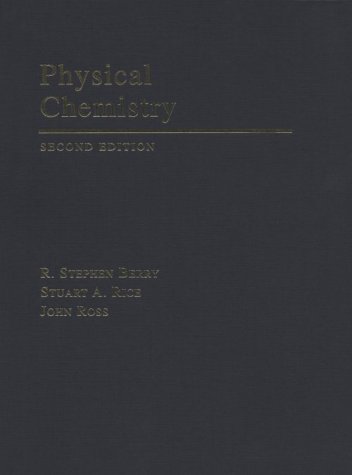 Physical
Chemistry
SECOND EDITION
R. STEPHEN BERRY
STUART A. RICE
JOHN ROSS